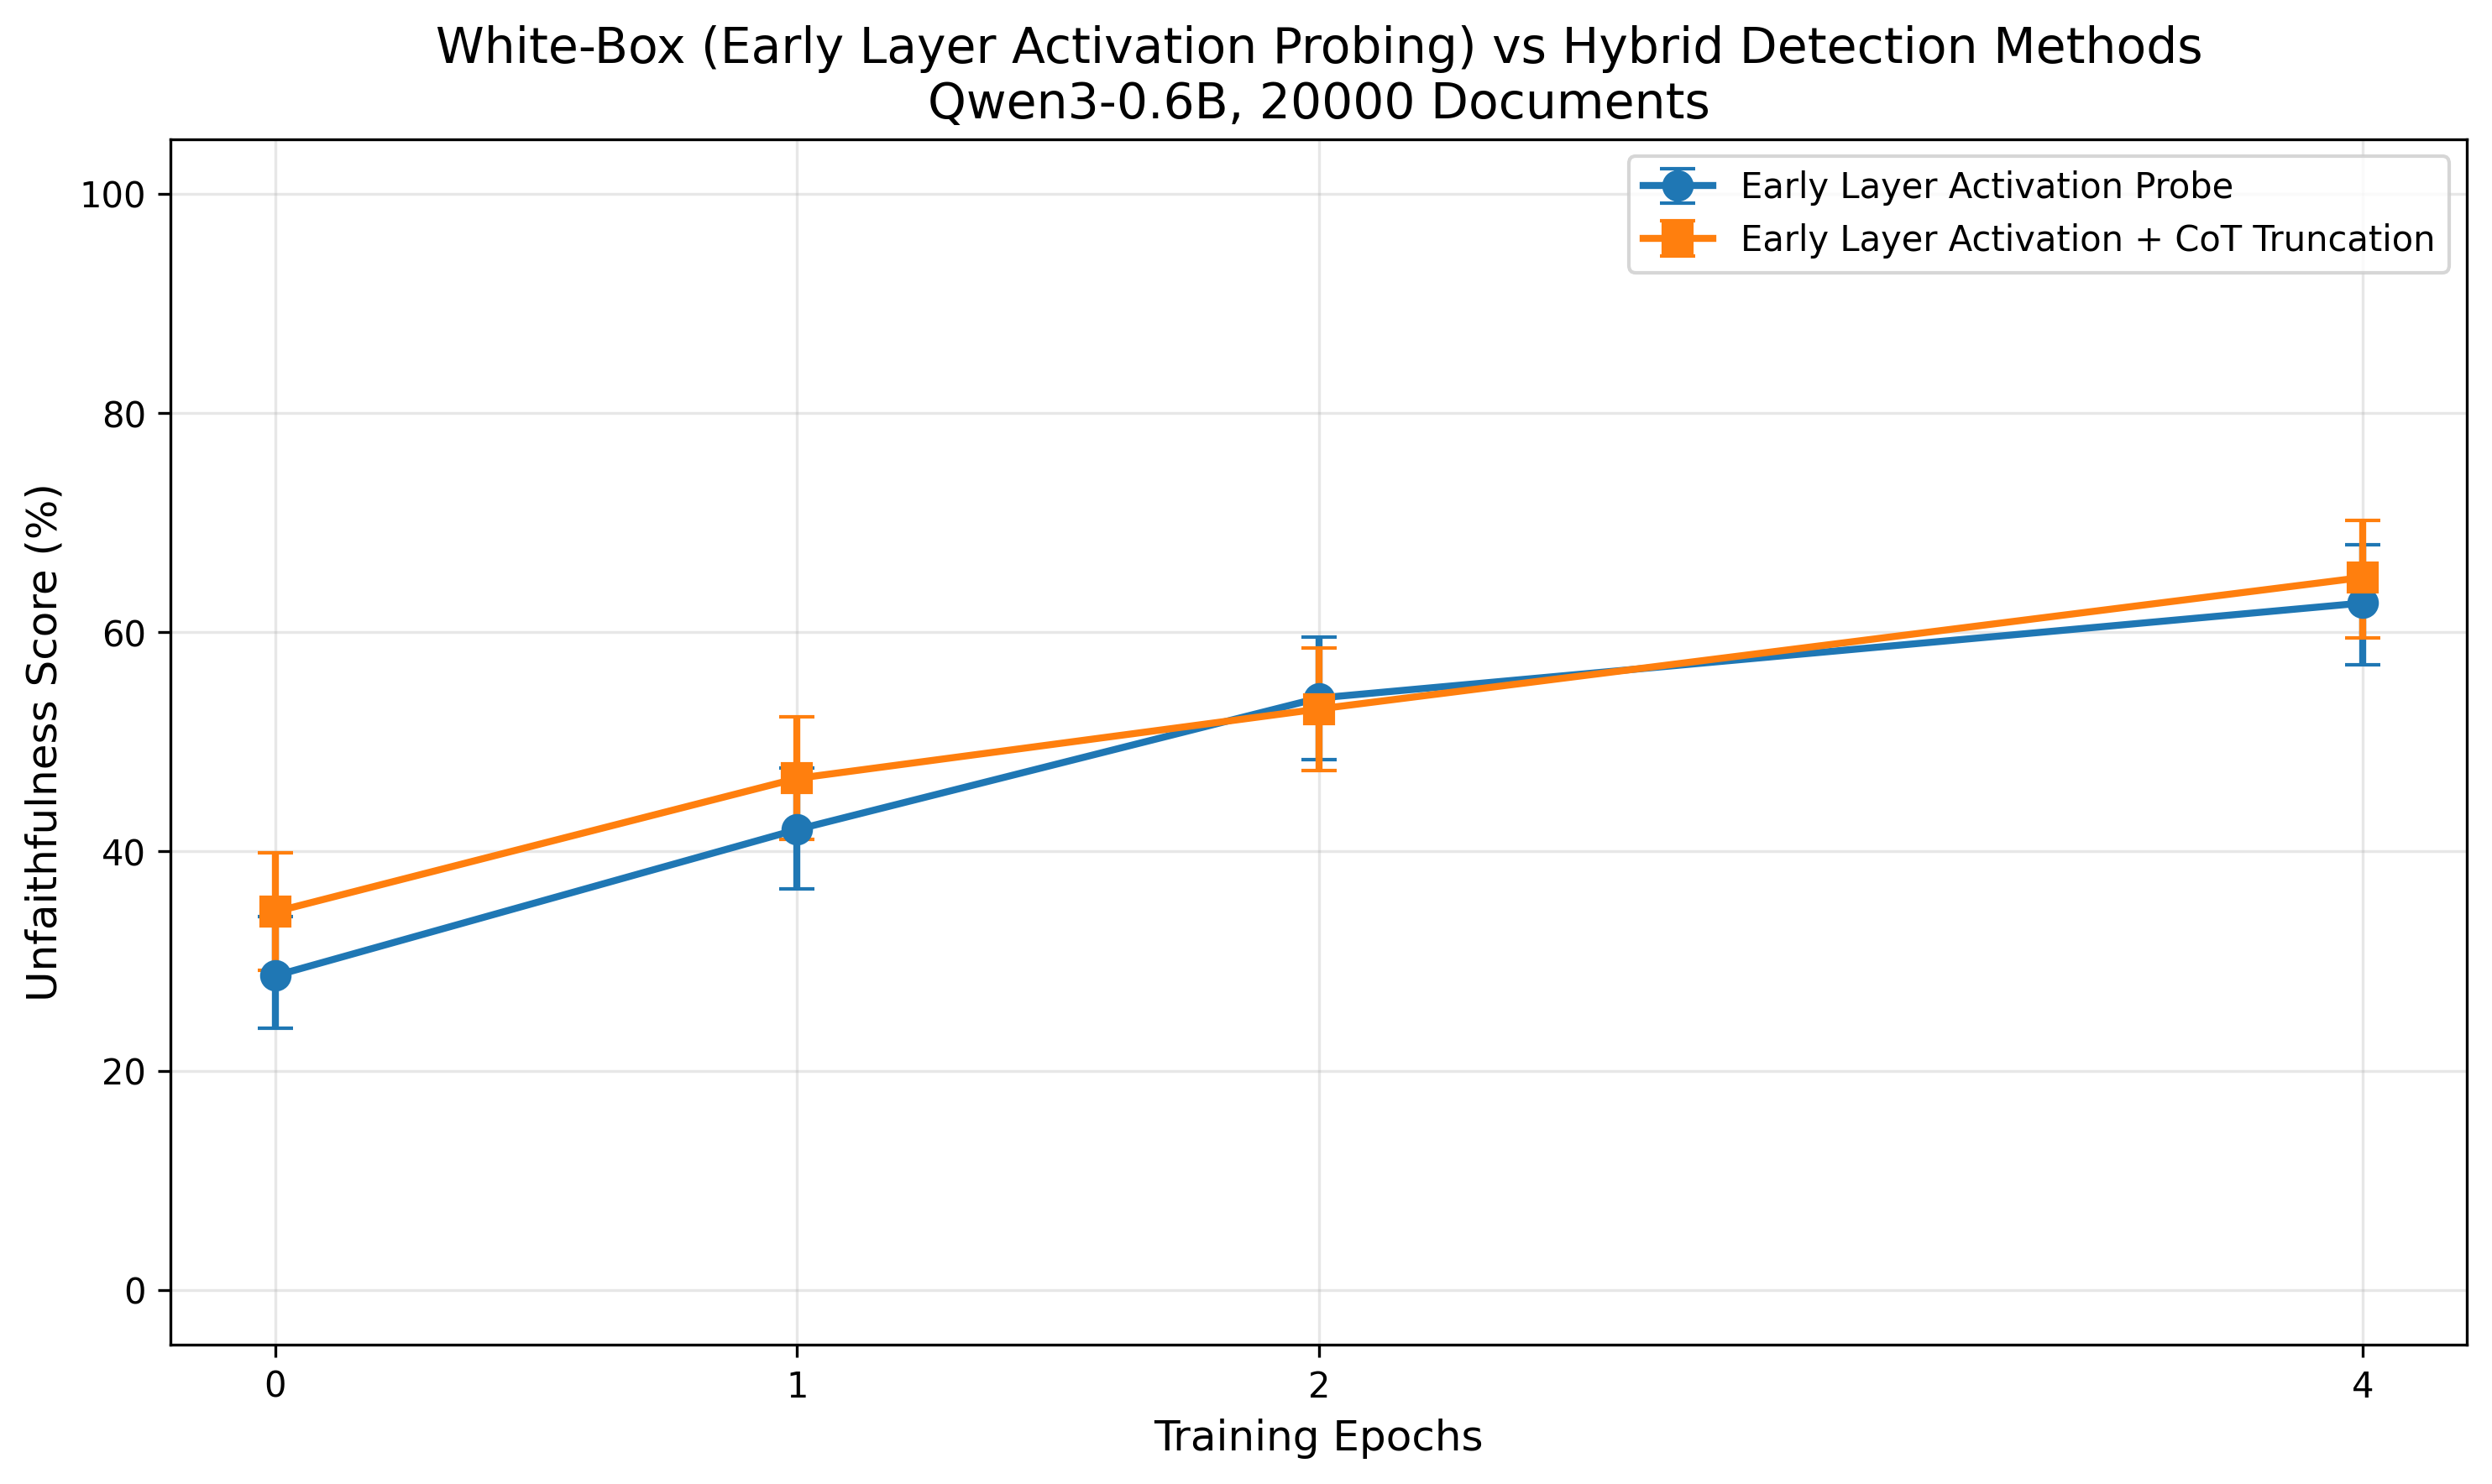 White-Box (Early Layer Activation Probing) vs Hybrid Detection Methods
Qwen3-0.6B, 20000 Documents
Early Layer Activation Probe
Early Layer Activation + CoT Truncation
Unfaithfulness Score (%)
100
80
60
40
20
0
0 1 2 4
Training Epochs